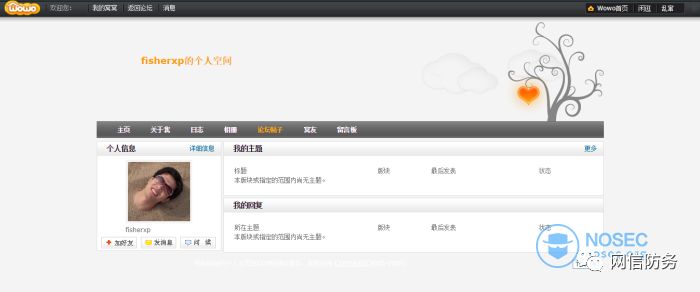 Wowo 欢迎您: 我的窝窝 返回论坛 消息 Wowo首页 闲逛 乱窜
fisherxp的个人空间
主页 关于我 日志 相册 论坛帖子 窝友 留言板
个人信息 详细信息
fisherxp
加好友 发消息 问候
我的主题 更多
标题 版块 最后发表 状态
本版块或指定的范围内尚无主题。
我的回复
所在主题 版块 最后发表 状态
本版块或指定的范围内尚无主题。
NOSEC
网信防务